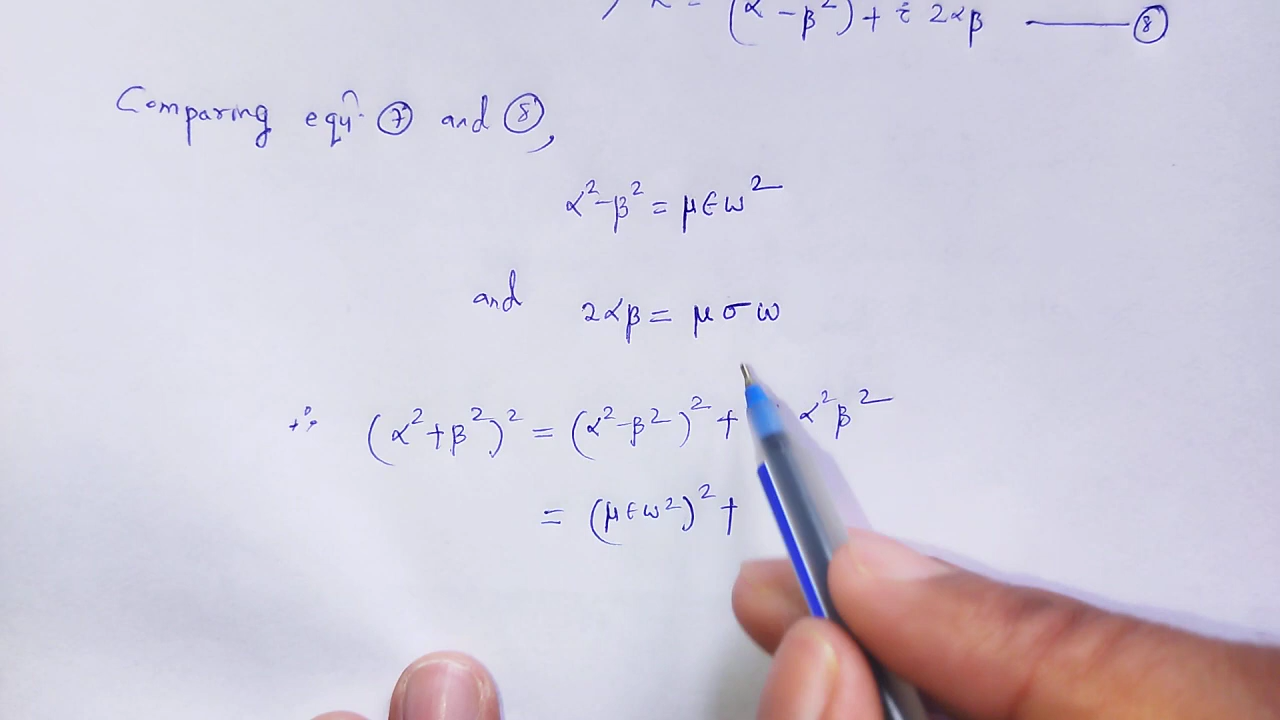 (α - β²) + i 2αβ ——— ⑧
Comparing eqⁿ. ⑦ and ⑧,
α² - β² = μϵω²
and 2αβ = μσω
∴ (α² + β²)² = (α² - β²)² + α²β²
= (μϵω²)² +